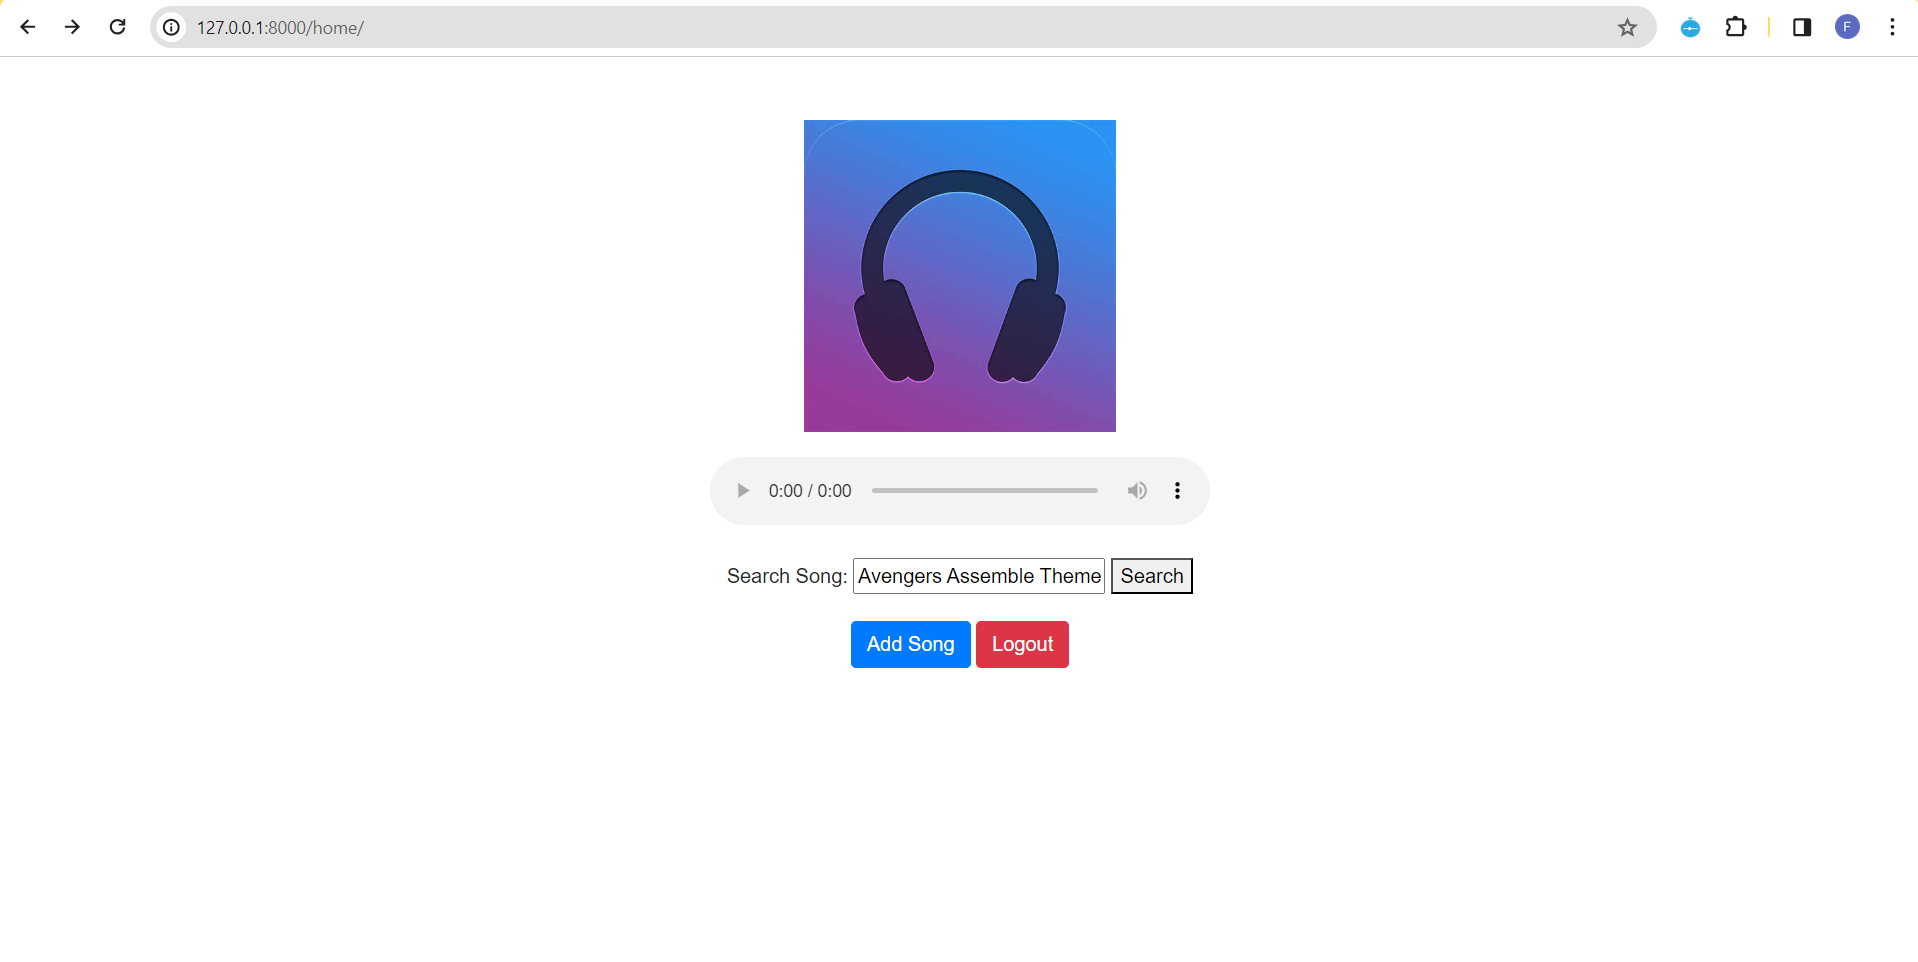 127.0.0.1:8000/home/
F
0:00 / 0:00
Search Song: Avengers Assemble Theme Search
Add Song Logout